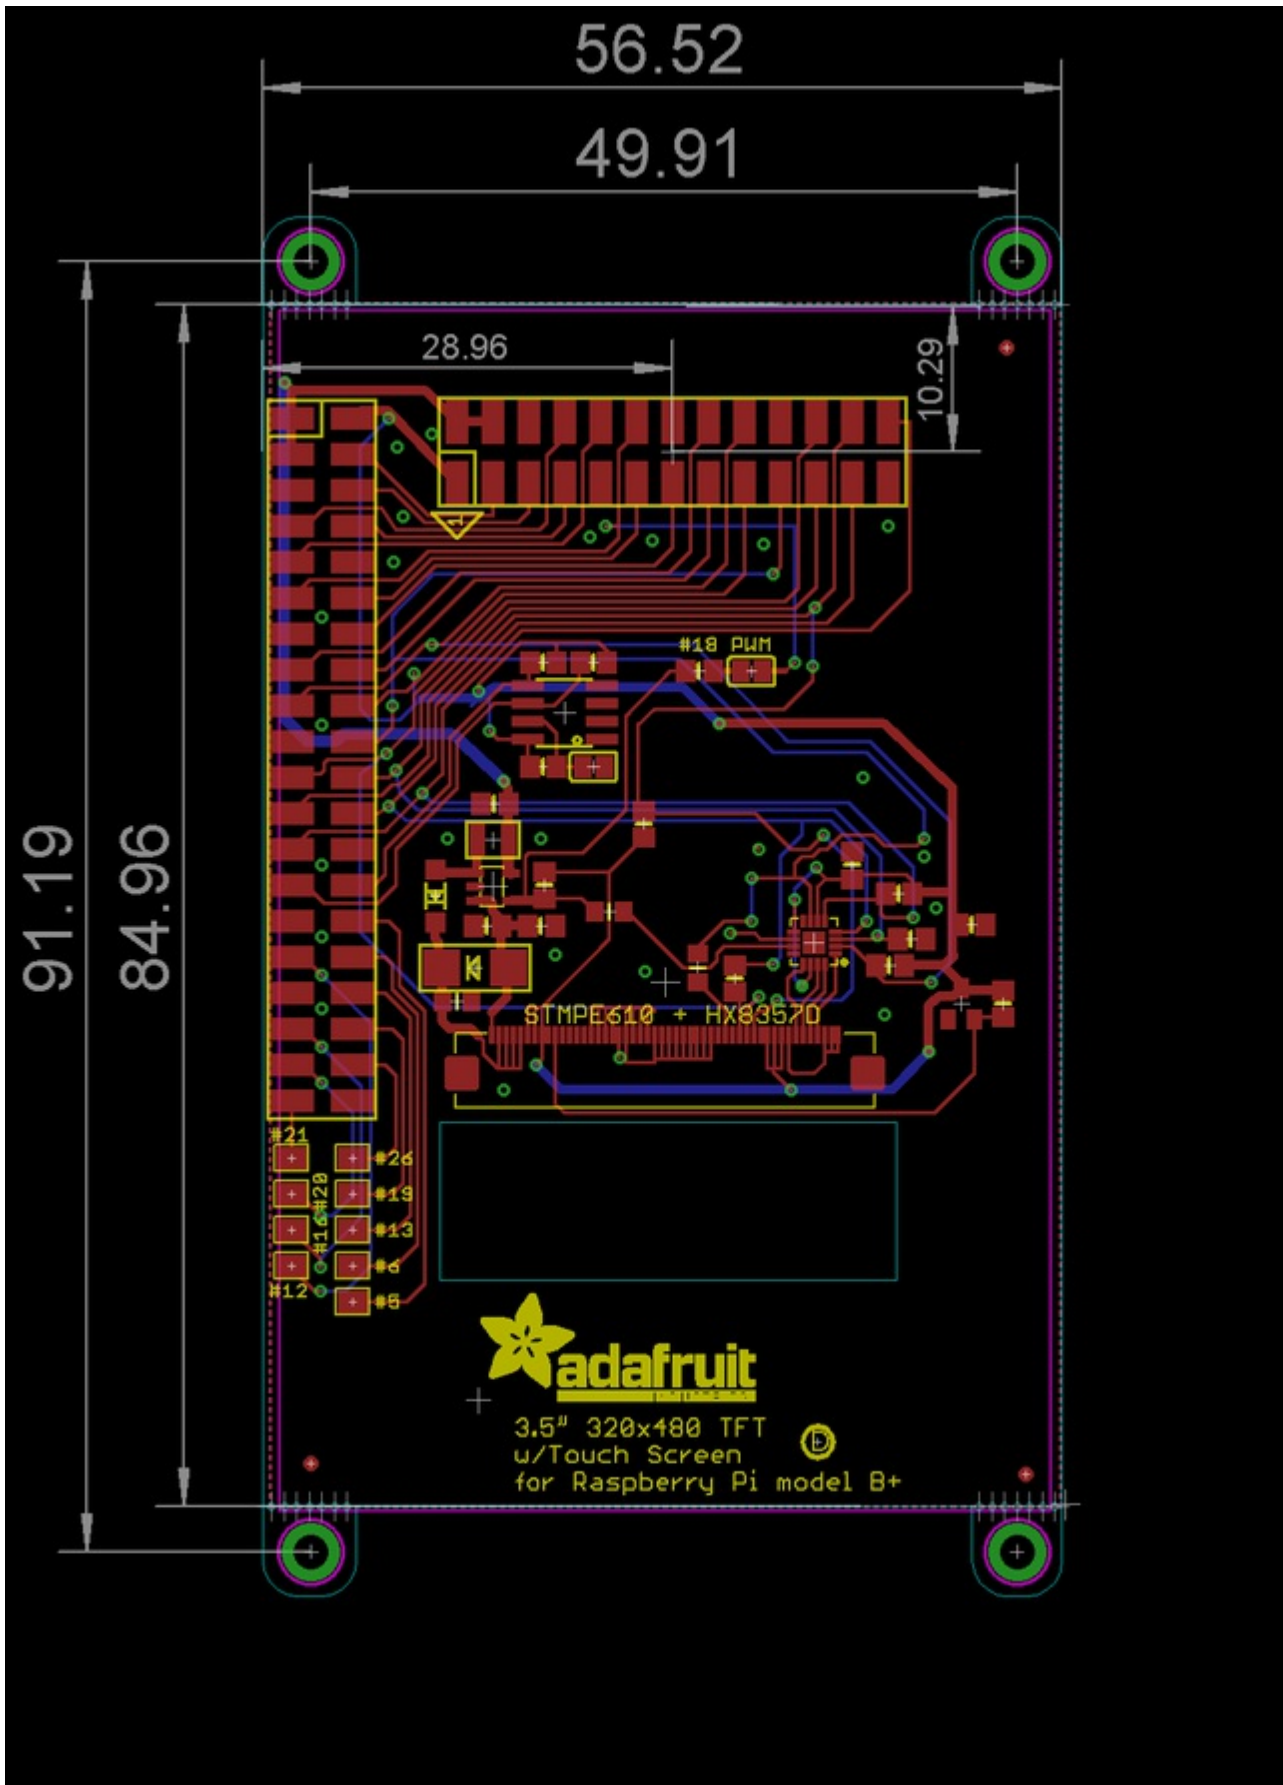 56.52
49.91
28.96
10.29
91.19
84.96
1
#18 PWM
STMPE610 + HX8357D
#21
#26
#20
#19
#16
#13
#6
#12
#5
adafruit
3.5" 320x480 TFT
D
w/Touch Screen
for Raspberry Pi model B+